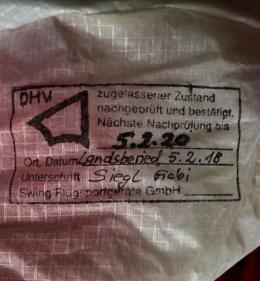 DHV
zugelassener Zustand
nachgeprüft und bestätigt.
Nächste Nachprüfung bis
5.2.20
Ort, Datum Landsberied, 5.2.18
Unterschrift Siegl Gabi
Swing Flugsportgeräte GmbH